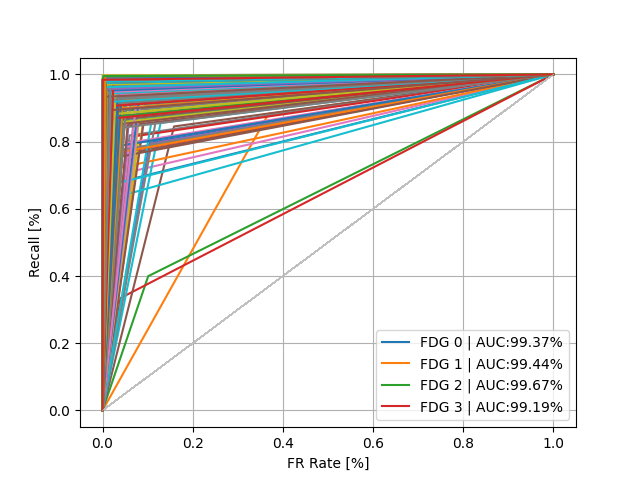 1.0
0.8
0.6
0.4
0.2
0.0
Recall [%]
0.0 0.2 0.4 0.6 0.8 1.0
FR Rate [%]
FDG 0 | AUC:99.37%
FDG 1 | AUC:99.44%
FDG 2 | AUC:99.67%
FDG 3 | AUC:99.19%